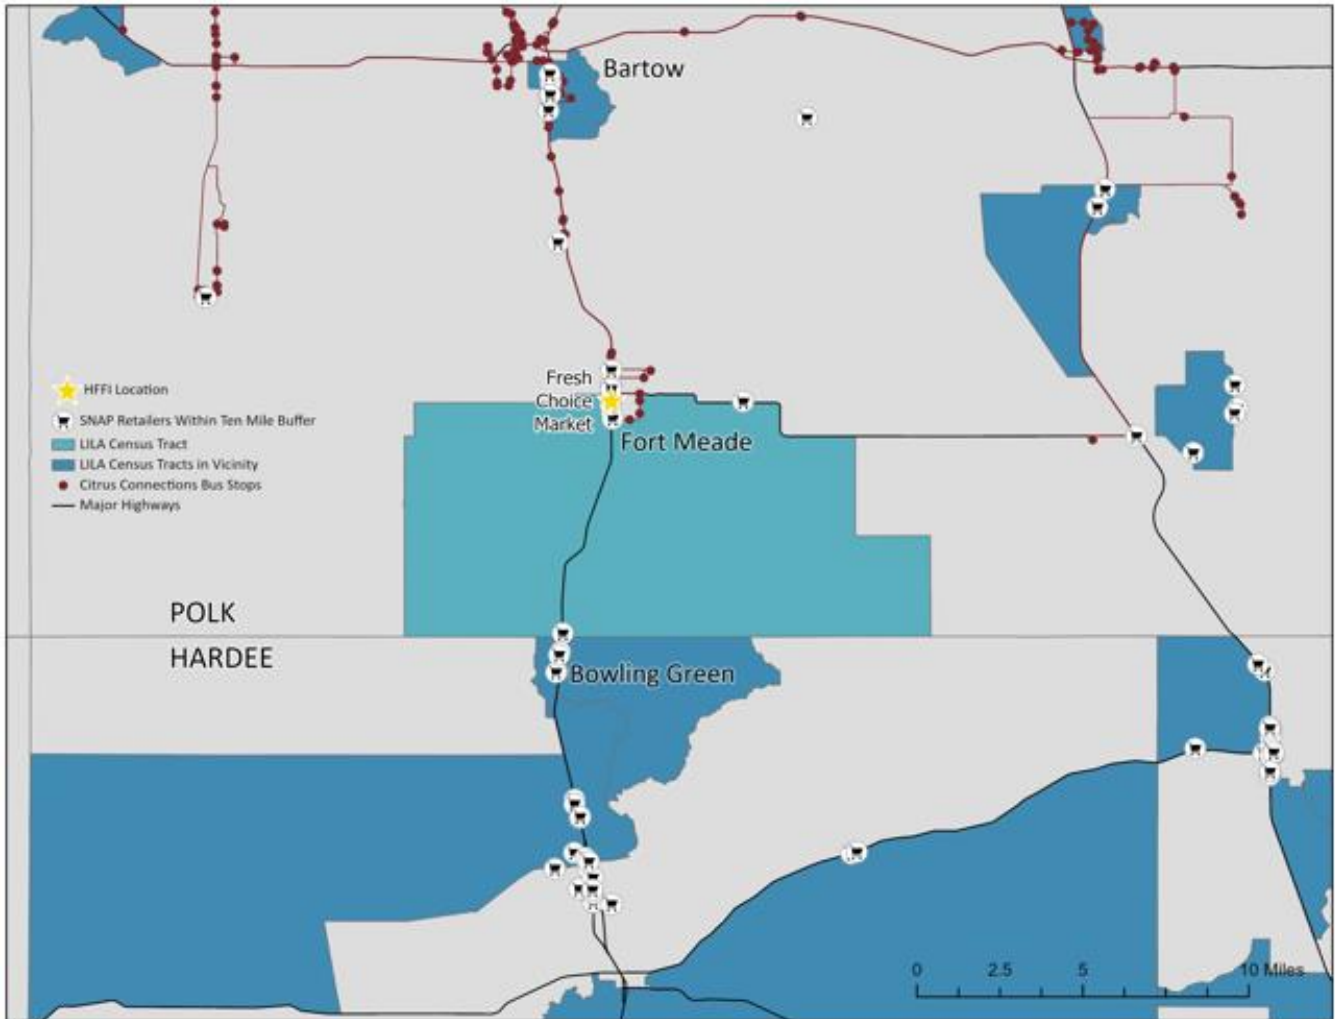 Bartow
Fresh
Choice
Market
Fort Meade
HFFI Location
SNAP Retailers Within Ten Mile Buffer
LILA Census Tract
LILA Census Tracts in Vicinity
Citrus Connections Bus Stops
Major Highways
POLK
HARDEE
Bowling Green
0 2.5 5 10 Miles